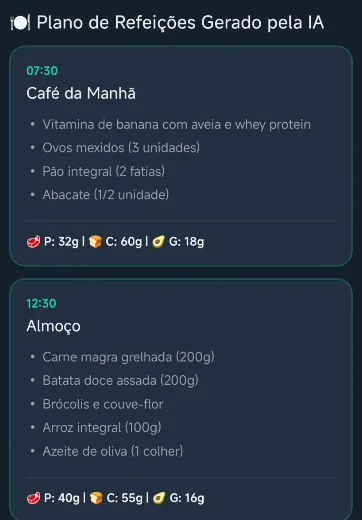 🍽️ Plano de Refeições Gerado pela IA
07:30
Café da Manhã
• Vitamina de banana com aveia e whey protein
• Ovos mexidos (3 unidades)
• Pão integral (2 fatias)
• Abacate (1/2 unidade)
🥩 P: 32g | 🍞 C: 60g | 🥑 G: 18g
12:30
Almoço
• Carne magra grelhada (200g)
• Batata doce assada (200g)
• Brócolis e couve-flor
• Arroz integral (100g)
• Azeite de oliva (1 colher)
🥩 P: 40g | 🍞 C: 55g | 🥑 G: 16g